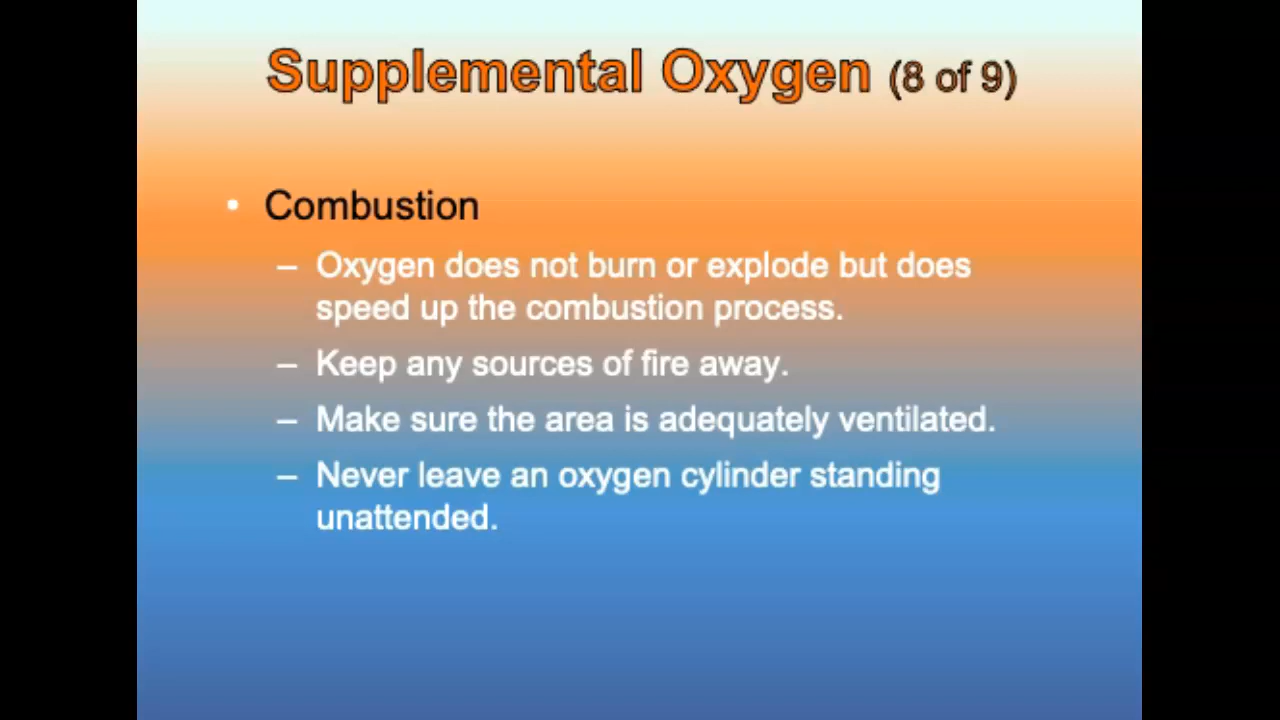 Supplemental Oxygen (8 of 9)
• Combustion
– Oxygen does not burn or explode but does
speed up the combustion process.
– Keep any sources of fire away.
– Make sure the area is adequately ventilated.
– Never leave an oxygen cylinder standing
unattended.